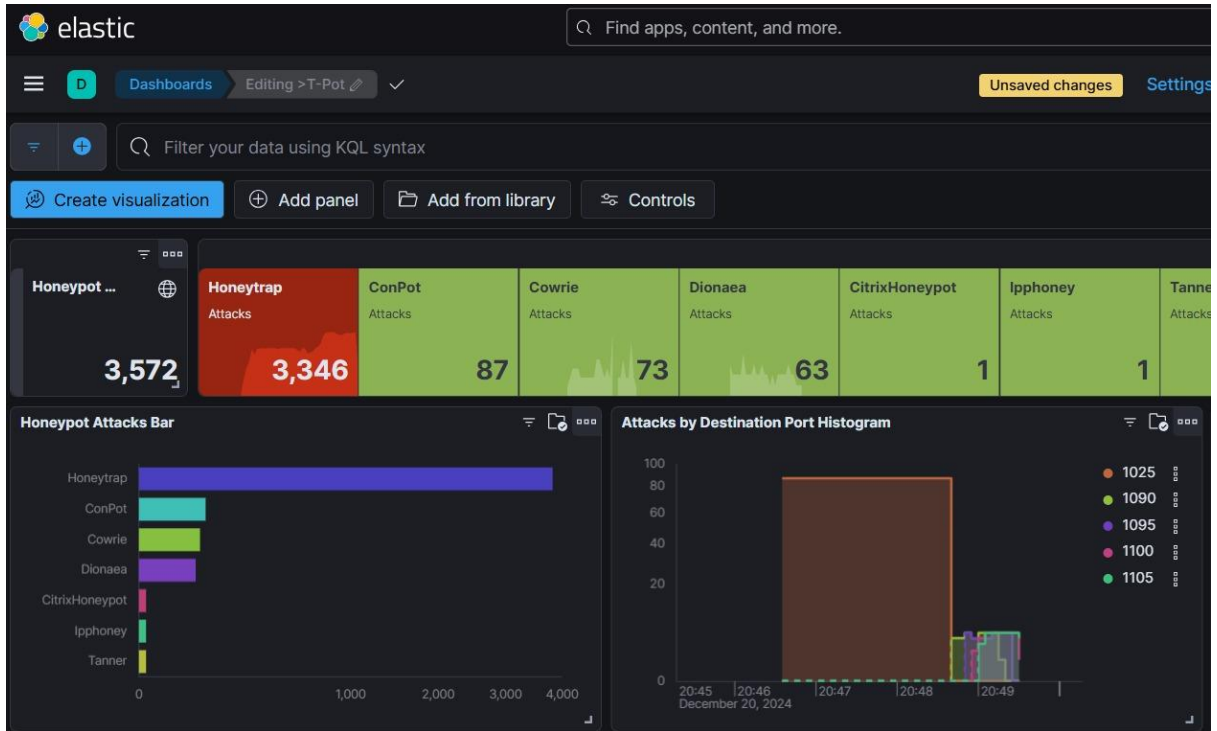 elastic
Find apps, content, and more.
D
Dashboards
Editing >T-Pot
Unsaved changes
Settings
Filter your data using KQL syntax
Create visualization
Add panel
Add from library
Controls
Honeypot ...
3,572
Honeytrap
Attacks
3,346
ConPot
Attacks
87
Cowrie
Attacks
73
Dionaea
Attacks
63
CitrixHoneypot
Attacks
1
Ipphoney
Attacks
1
Tanne
Attacks
Honeypot Attacks Bar
Honeytrap
ConPot
Cowrie
Dionaea
CitrixHoneypot
Ipphoney
Tanner
0 1,000 2,000 3,000 4,000
Attacks by Destination Port Histogram
100
80
60
40
20
0
20:45 20:46 20:47 20:48 20:49
December 20, 2024
1025
1090
1095
1100
1105